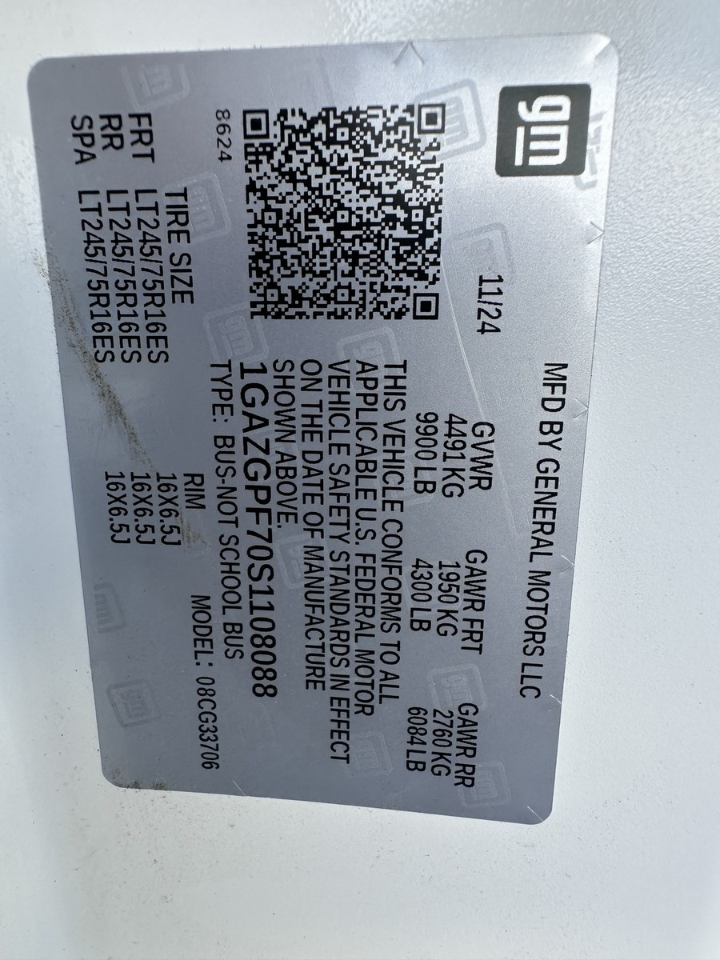 gm
MFD BY GENERAL MOTORS LLC
11/24
GVWR GAWR FRT GAWR RR
4491 KG 1950 KG 2760 KG
9900 LB 4300 LB 6084 LB
THIS VEHICLE CONFORMS TO ALL
APPLICABLE U.S. FEDERAL MOTOR
VEHICLE SAFETY STANDARDS IN EFFECT
ON THE DATE OF MANUFACTURE
SHOWN ABOVE.
1GAZGPF70S1108088
TYPE: BUS-NOT SCHOOL BUS
8624
MODEL: 08CG33706
TIRE SIZE RIM
FRT LT245/75R16ES 16X6.5J
RR LT245/75R16ES 16X6.5J
SPA LT245/75R16ES 16X6.5J